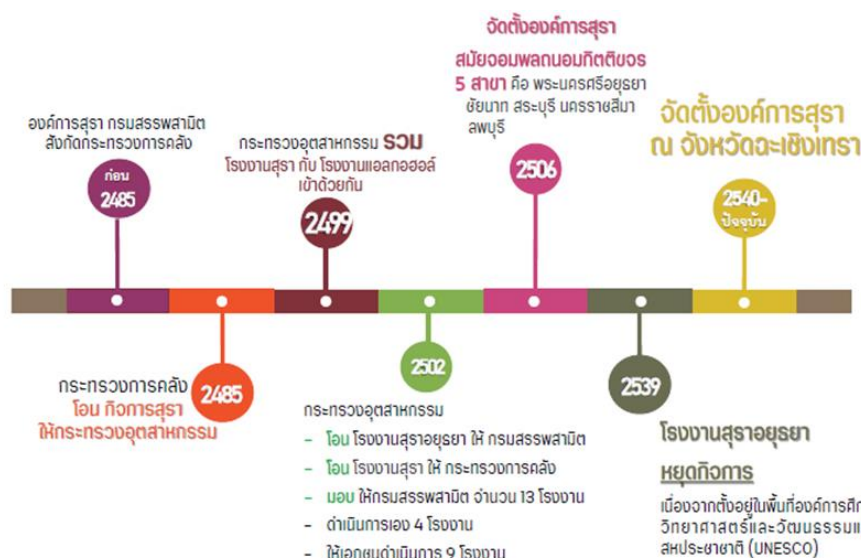 องค์การสุรา กรมสรรพสามิต
สังกัดกระทรวงการคลัง
ก่อน
2485
กระทรวงการคลัง
โอน กิจการสุรา
ให้กระทรวงอุตสาหกรรม
2485
กระทรวงอุตสาหกรรม รวม
โรงงานสุรา กับ โรงงานแอลกอฮอล์
เข้าด้วยกัน
2499
2502
กระทรวงอุตสาหกรรม
- โอน โรงงานสุราอยุธยา ให้ กรมสรรพสามิต
- โอน โรงงานสุรา ให้ กระทรวงการคลัง
- มอบ ให้กรมสรรพสามิต จำนวน 13 โรงงาน
- ดำเนินการเอง 4 โรงงาน
- ให้เอกชนดำเนินการ 9 โรงงาน
จัดตั้งองค์การสุรา
สมัยจอมพลถนอมกิตติขจร
5 สาขา คือ พระนครศรีอยุธยา
ชัยนาท สระบุรี นครราชสีมา
ลพบุรี
2506
2539
โรงงานสุราอยุธยา
หยุดกิจการ
เนื่องจากตั้งอยู่ในพื้นที่องค์การศึก
วิทยาศาสตร์และวัฒนธรรมแ
สหประชาชาติ (UNESCO)
จัดตั้งองค์การสุรา
ณ จังหวัดฉะเชิงเทรา
2540-
ปัจจุบัน